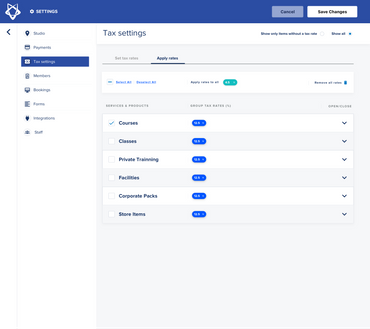 SETTINGS
Cancel
Save Changes
Tax settings
Show only items without a tax rate
Show all
Studio
Payments
Tax settings
Members
Bookings
Forms
Integrations
Staff
Set tax rates
Apply rates
Select All
Deselect All
Apply rates to all
Remove all rates
SERVICES & PRODUCTS
GROUP TAX RATES (%)
OPEN/CLOSE
Courses
Classes
Private Trainning
Facilities
Corporate Packs
Store Items